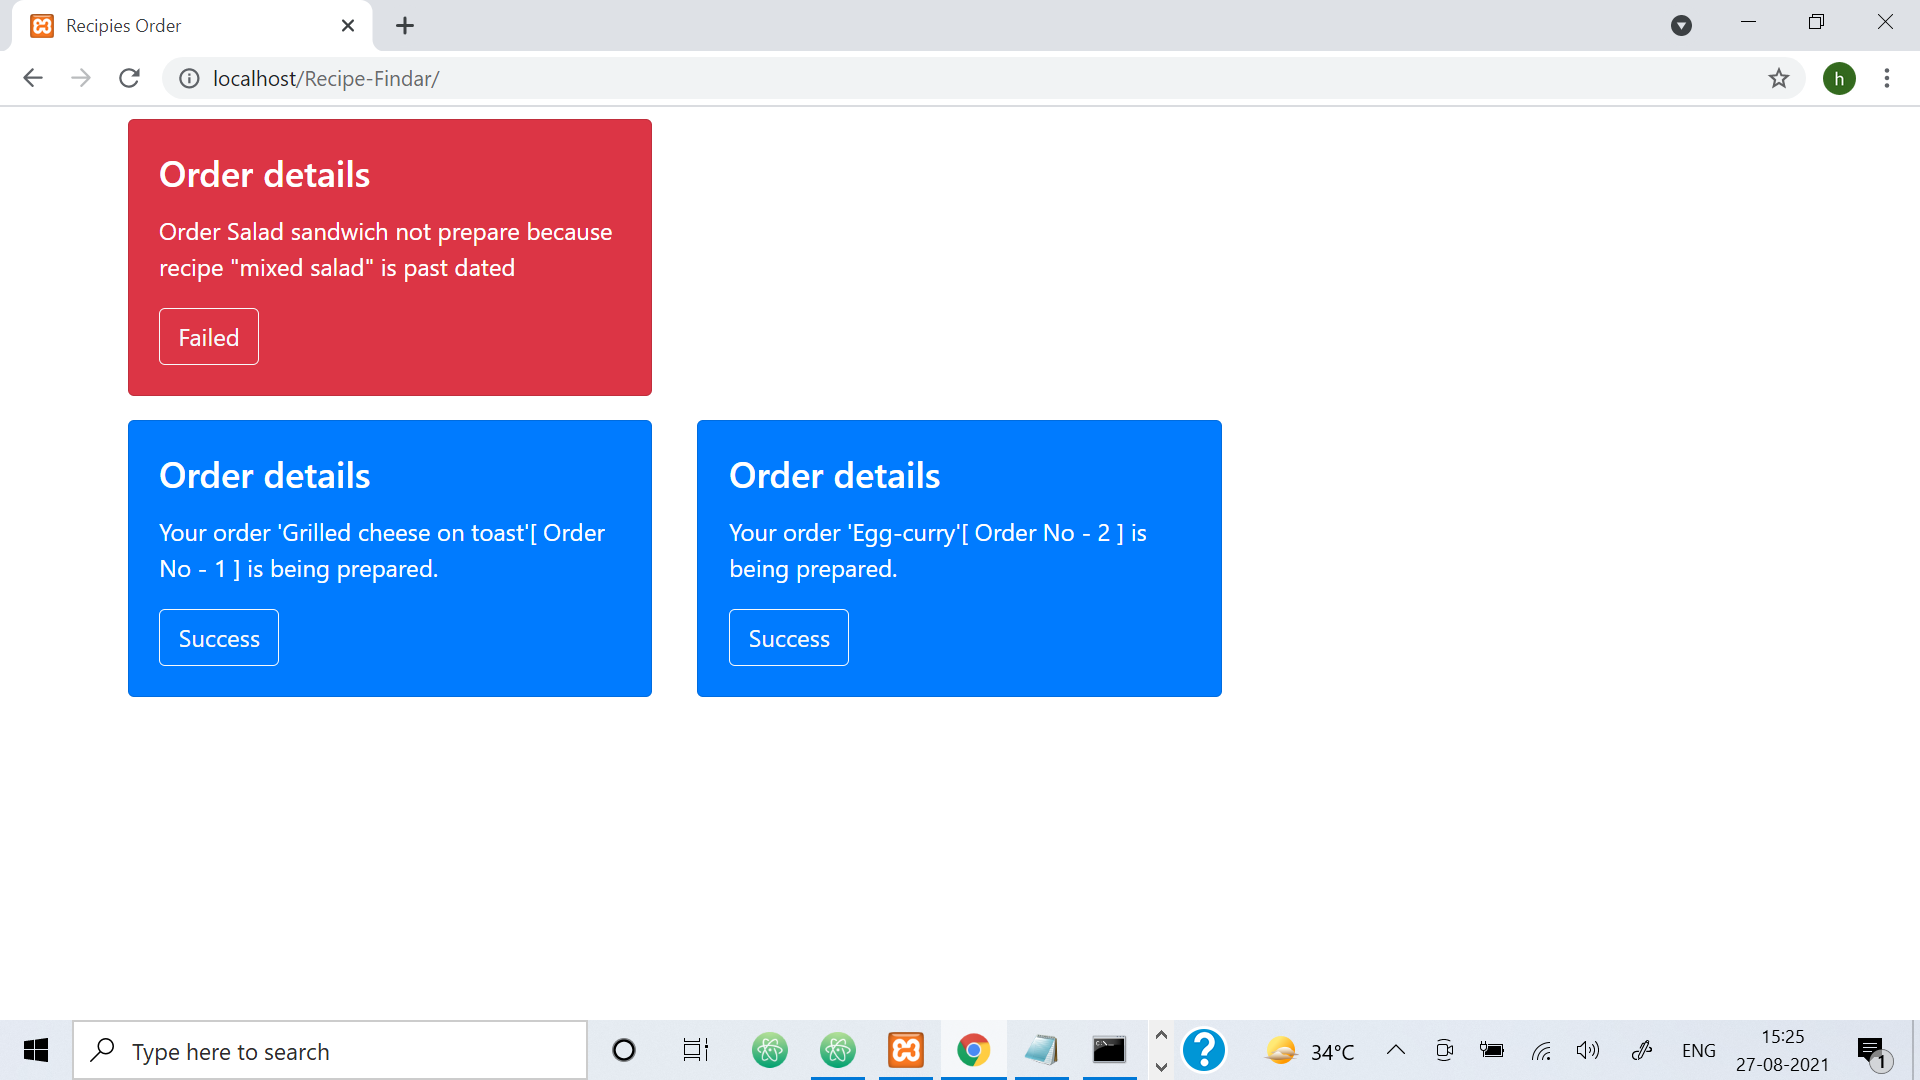 Recipies Order
localhost/Recipe-Findar/
h
Order details
Order Salad sandwich not prepare because
recipe "mixed salad" is past dated
Failed
Order details
Your order 'Grilled cheese on toast'[ Order
No - 1 ] is being prepared.
Success
Order details
Your order 'Egg-curry'[ Order No - 2 ] is
being prepared.
Success
Type here to search
34°C
ENG
15:25
27-08-2021
1